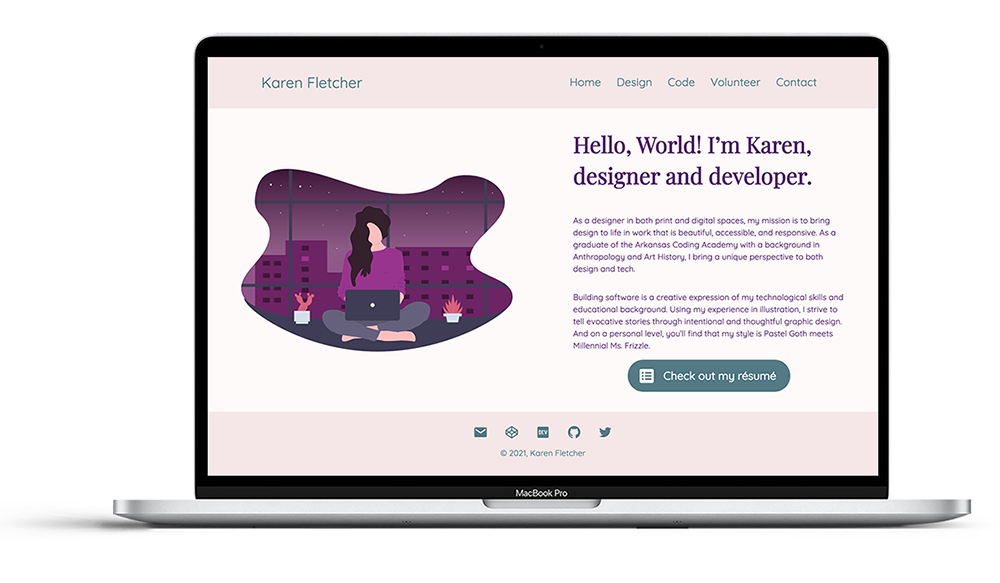 Karen Fletcher
Home Design Code Volunteer Contact
Hello, World! I'm Karen,
designer and developer.
As a designer in both print and digital spaces, my mission is to bring
design to life in work that is beautiful, accessible, and responsive. As a
graduate of the Arkansas Coding Academy with a background in
Anthropology and Art History, I bring a unique perspective to both
design and tech.
Building software is a creative expression of my technological skills and
educational background. Using my experience in illustration, I strive to
tell evocative stories through intentional and thoughtful graphic design.
And on a personal level, you'll find that my style is Pastel Goth meets
Millennial Ms. Frizzle.
Check out my résumé
DEV
© 2021, Karen Fletcher
MacBook Pro